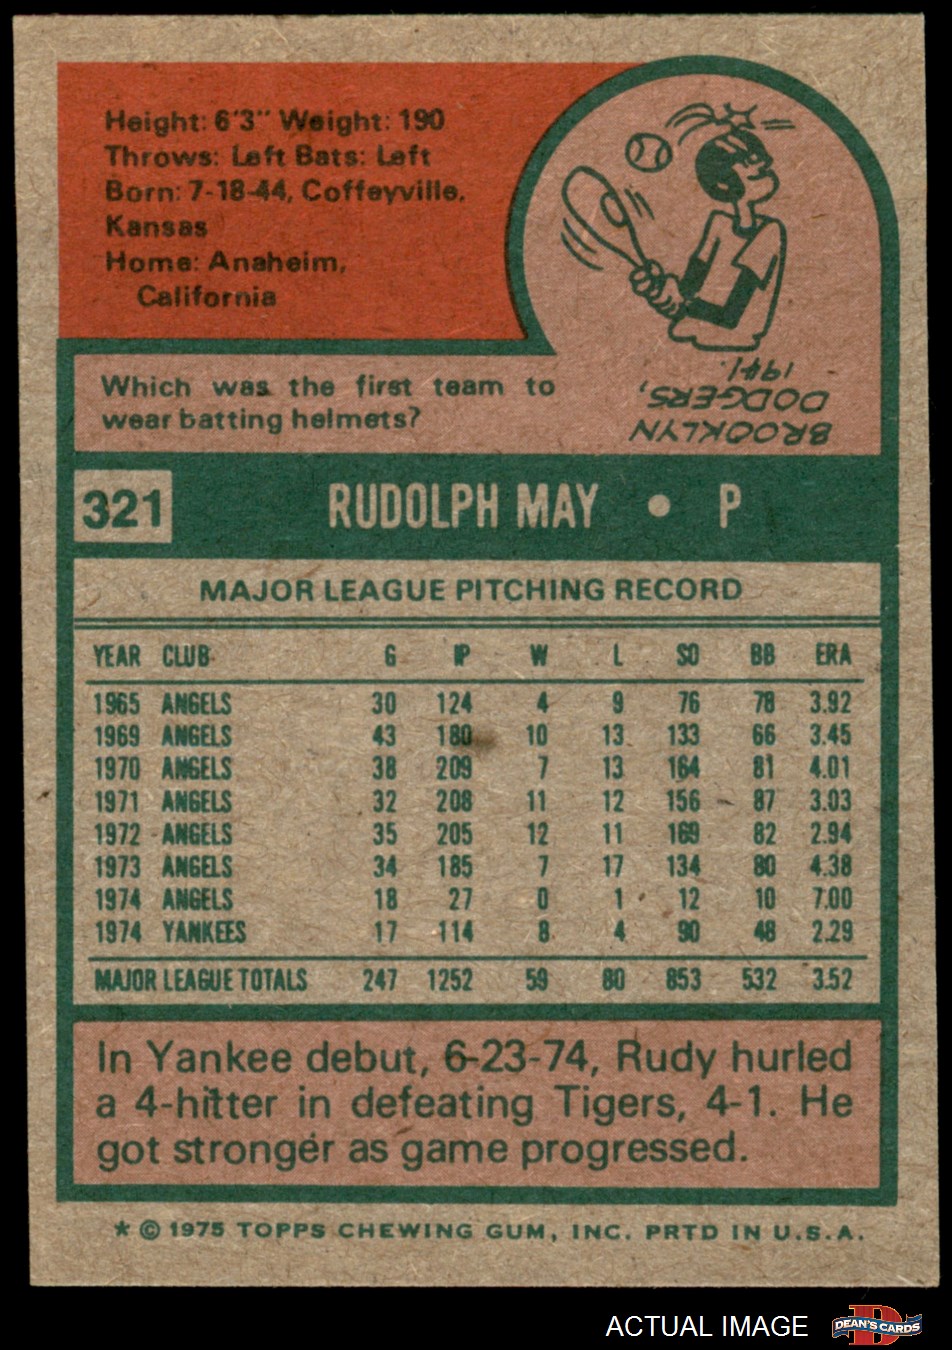 Height: 6'3" Weight: 190
Throws: Left Bats: Left
Born: 7-18-44, Coffeyville,
Kansas
Home: Anaheim,
California
Which was the first team to
wear batting helmets?
BROOKLYN
DODGERS,
1941.
321 RUDOLPH MAY • P
MAJOR LEAGUE PITCHING RECORD
YEAR CLUB G IP W L SO BB ERA
1965 ANGELS 30 124 4 9 76 78 3.92
1969 ANGELS 43 180 10 13 133 66 3.45
1970 ANGELS 38 209 7 13 164 81 4.01
1971 ANGELS 32 208 11 12 156 87 3.03
1972 ANGELS 35 205 12 11 169 82 2.94
1973 ANGELS 34 185 7 17 134 80 4.38
1974 ANGELS 18 27 0 1 12 10 7.00
1974 YANKEES 17 114 8 4 90 48 2.29
MAJOR LEAGUE TOTALS 247 1252 59 80 853 532 3.52
In Yankee debut, 6-23-74, Rudy hurled
a 4-hitter in defeating Tigers, 4-1. He
got stronger as game progressed.
* © 1975 TOPPS CHEWING GUM, INC. PRTD IN U.S.A.
ACTUAL IMAGE
D
DEAN'S CARDS